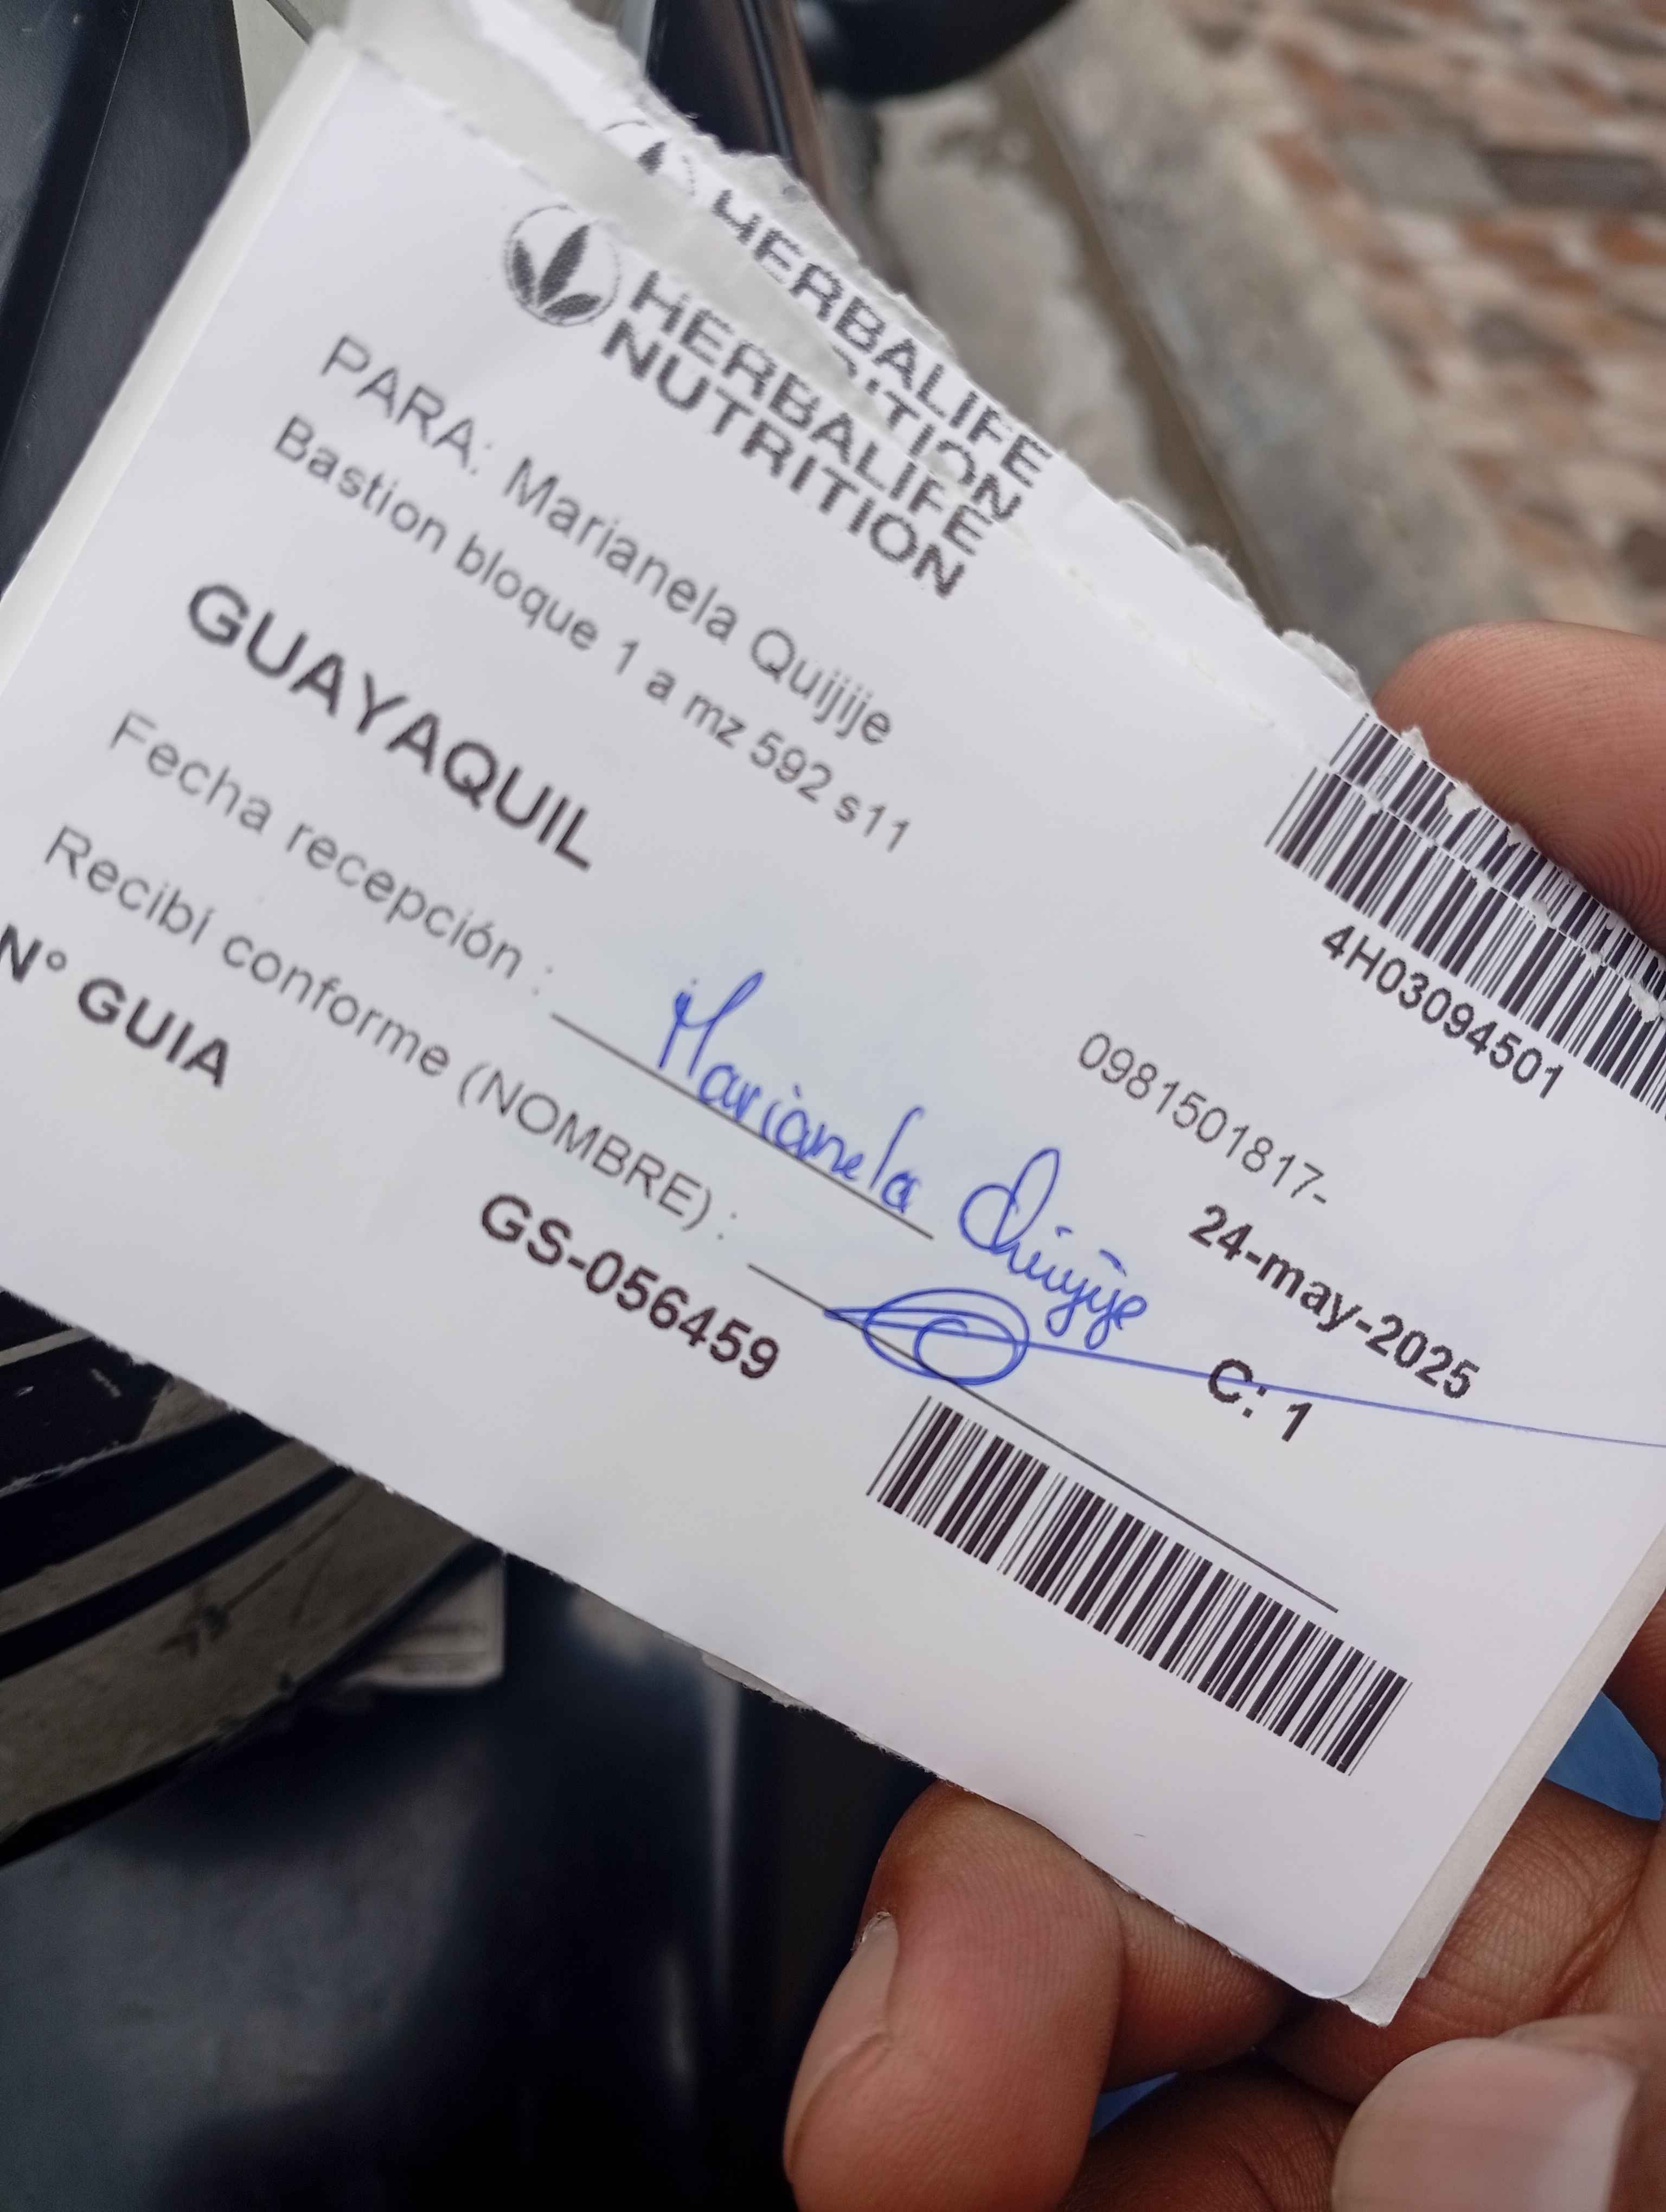 HERBALIFE
ITION
HERBALIFE
NUTRITION
PARA: Marianela Quijije
Bastion bloque 1 a mz 592 s11
4H03094501
GUAYAQUIL
0981501817-
Fecha recepción :
Marianela Quijije
24-may-2025
Recibí conforme (NOMBRE) :
C: 1
N° GUIA
GS-056459